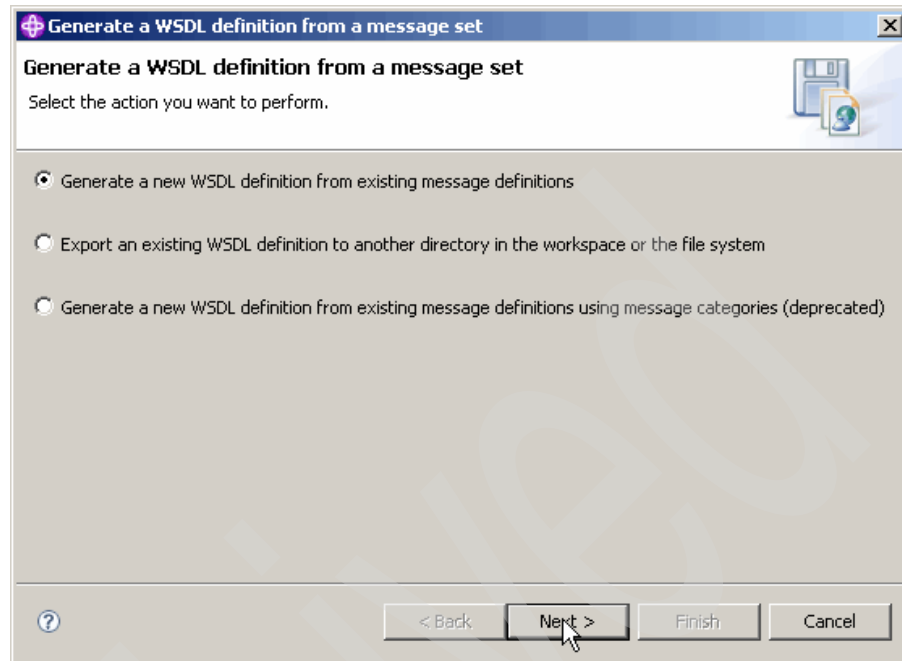 Generate a WSDL definition from a message set
Generate a WSDL definition from a message set
Select the action you want to perform.
Generate a new WSDL definition from existing message definitions
Export an existing WSDL definition to another directory in the workspace or the file system
Generate a new WSDL definition from existing message definitions using message categories (deprecated)
? < Back Next > Finish Cancel